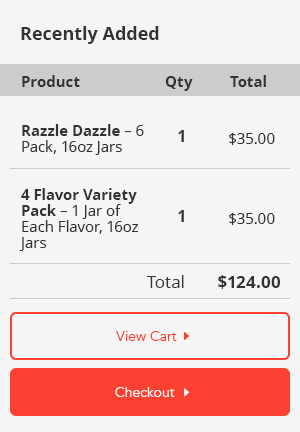 Recently Added
Product Qty Total
Razzle Dazzle – 6
Pack, 16oz Jars
1
$35.00
4 Flavor Variety
Pack – 1 Jar of
Each Flavor, 16oz
Jars
1
$35.00
Total $124.00
View Cart
Checkout